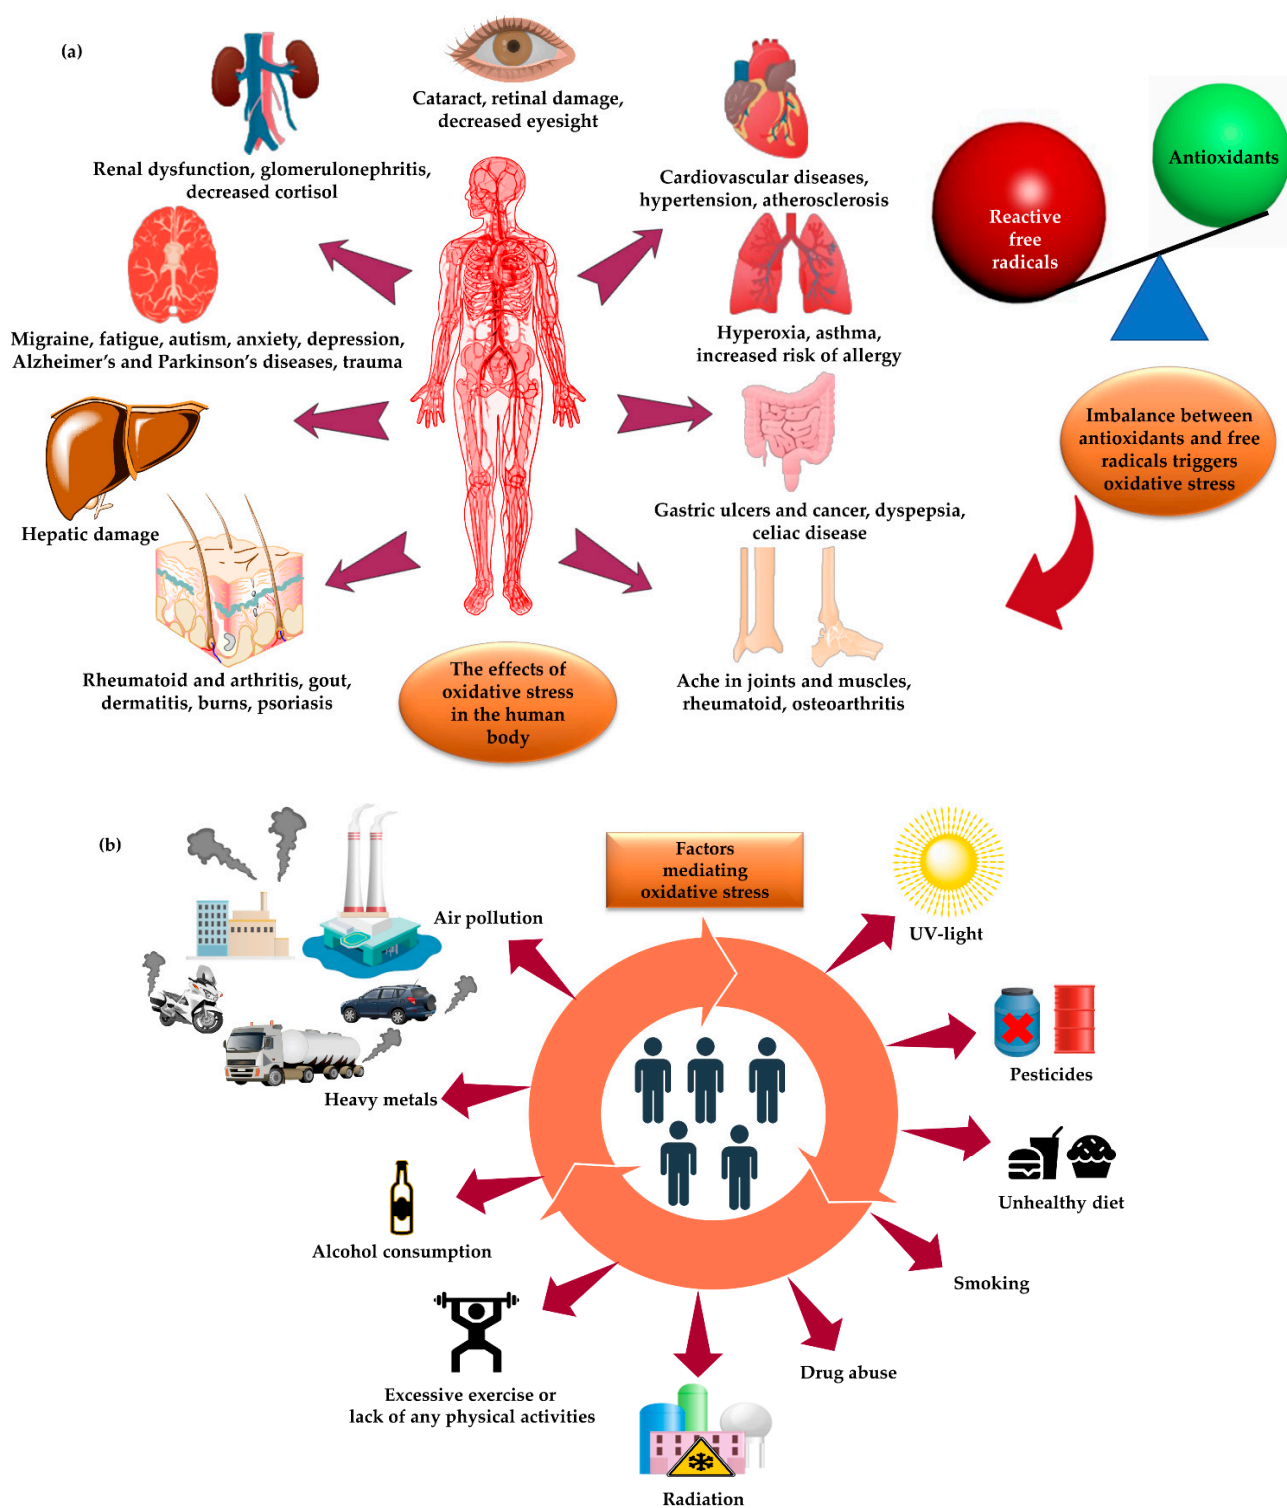 (a)
Cataract, retinal damage,
decreased eyesight
Renal dysfunction, glomerulonephritis,
decreased cortisol
Cardiovascular diseases,
hypertension, atherosclerosis
Antioxidants
Reactive
free
radicals
Migraine, fatigue, autism, anxiety, depression,
Alzheimer's and Parkinson's diseases, trauma
Hyperoxia, asthma,
increased risk of allergy
Imbalance between
antioxidants and free
radicals triggers
oxidative stress
Hepatic damage
Gastric ulcers and cancer, dyspepsia,
celiac disease
Rheumatoid and arthritis, gout,
dermatitis, burns, psoriasis
The effects of
oxidative stress
in the human
body
Ache in joints and muscles,
rheumatoid, osteoarthritis
(b)
Factors
mediating
oxidative stress
Air pollution
UV-light
Pesticides
Heavy metals
Unhealthy diet
Alcohol consumption
Smoking
Drug abuse
Excessive exercise or
lack of any physical activities
Radiation